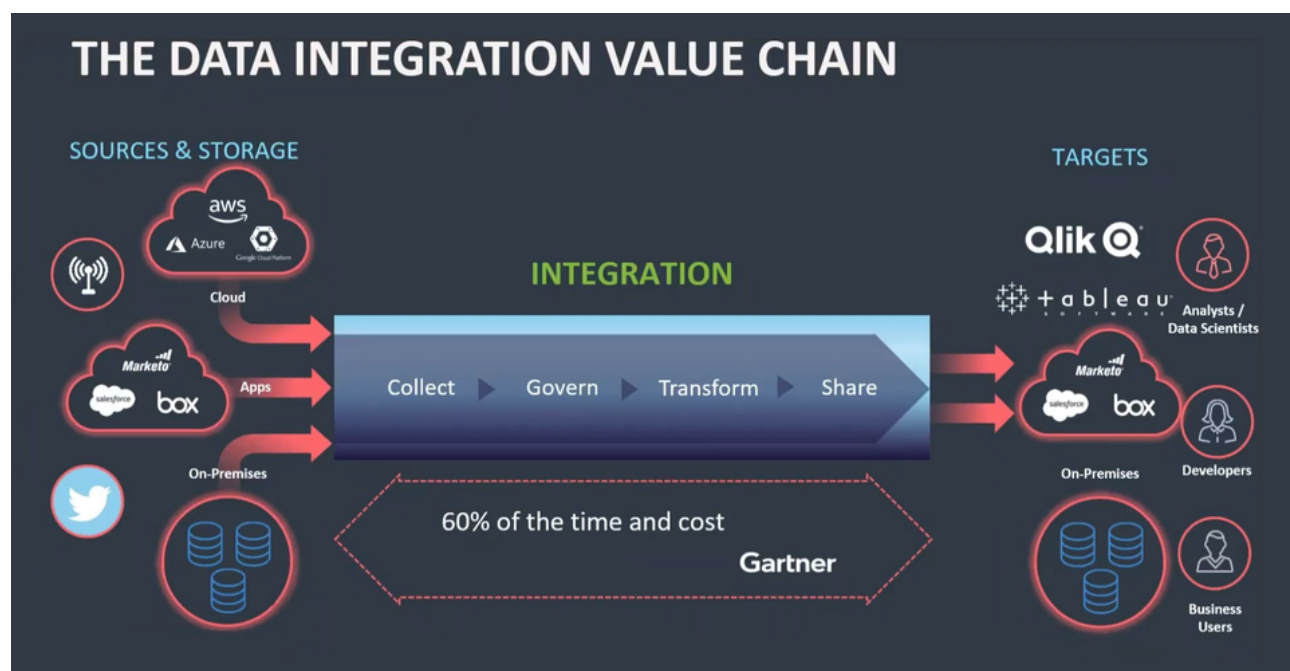 THE DATA INTEGRATION VALUE CHAIN
SOURCES & STORAGE
aws
Azure
Google Cloud Platform
Cloud
Marketo
salesforce
box
Apps
On-Premises
INTEGRATION
Collect
Govern
Transform
Share
60% of the time and cost
Gartner
TARGETS
Qlik
+ableau
SOFTWARE
Analysts /
Data Scientists
Marketo
salesforce
box
Developers
On-Premises
Business
Users